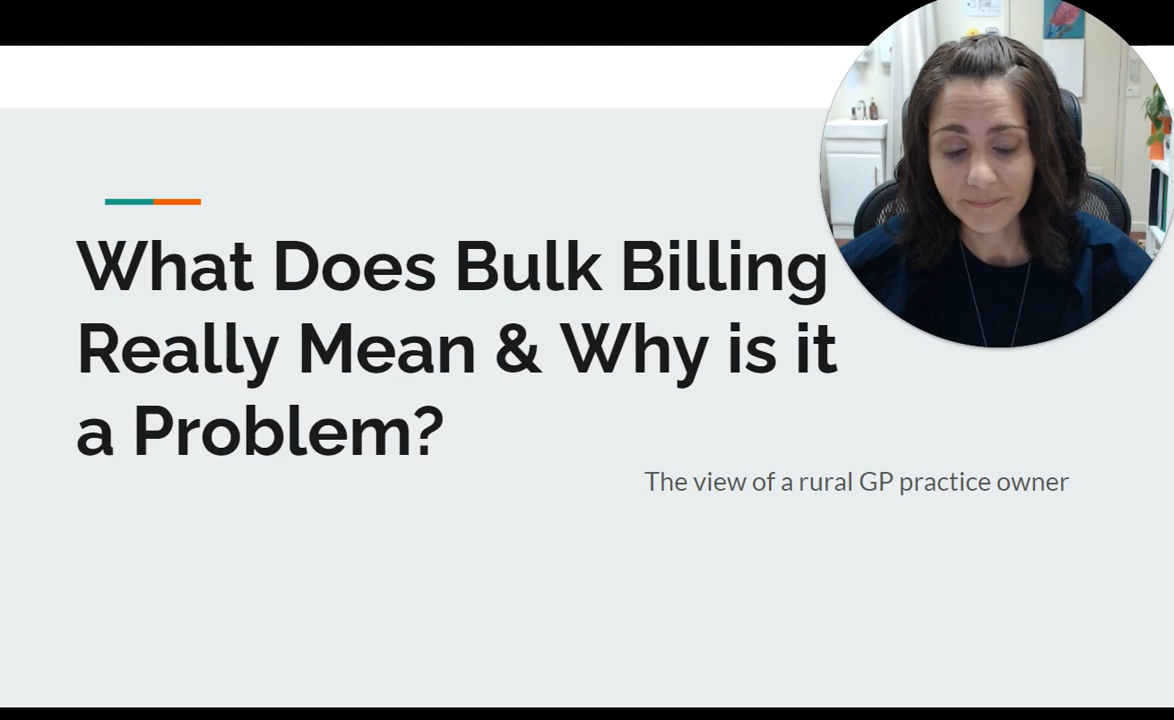 What Does Bulk Billing
Really Mean & Why is it
a Problem?
The view of a rural GP practice owner